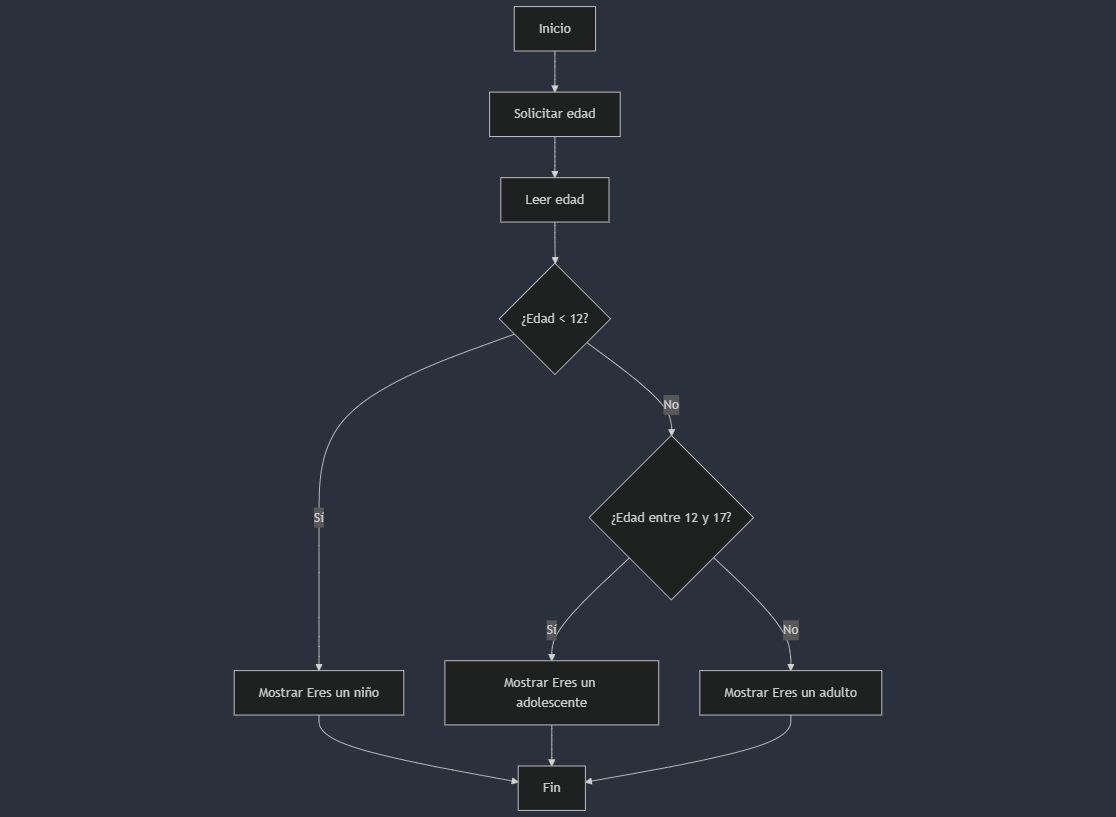 Inicio
Solicitar edad
Leer edad
¿Edad < 12?
No
¿Edad entre 12 y 17?
Sí
Sí
No
Mostrar Eres un niño
Mostrar Eres un
adolescente
Mostrar Eres un adulto
Fin